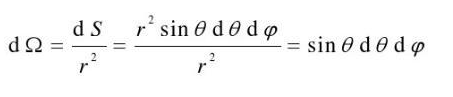 dΩ = dS / r² = r² sin θ dθ dφ / r² = sin θ dθ dφ